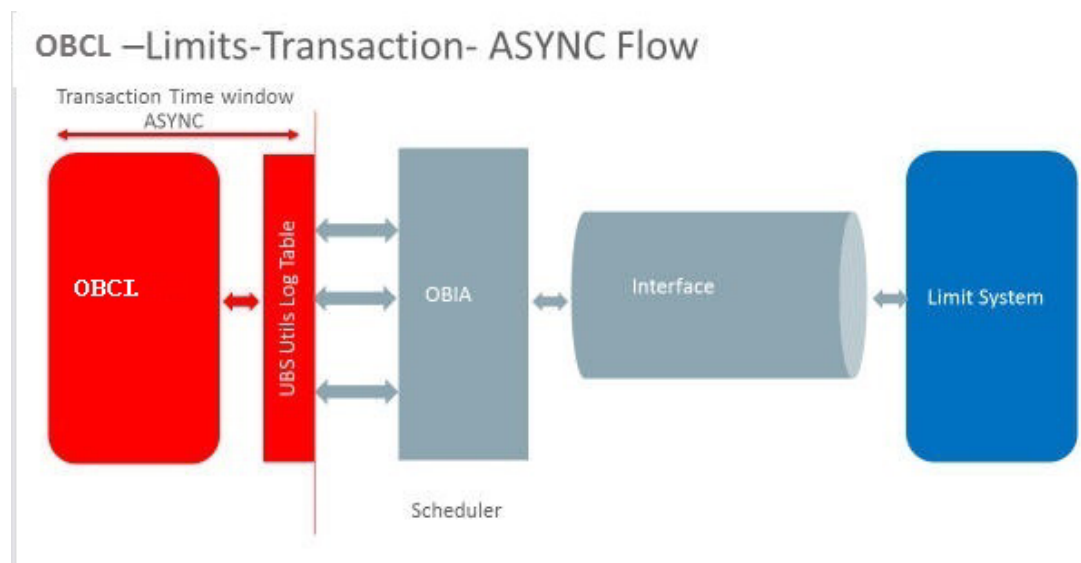 OBCL –Limits-Transaction- ASYNC Flow
Transaction Time window
ASYNC
OBCL
UBS Utils Log Table
OBIA
Interface
Limit System
Scheduler